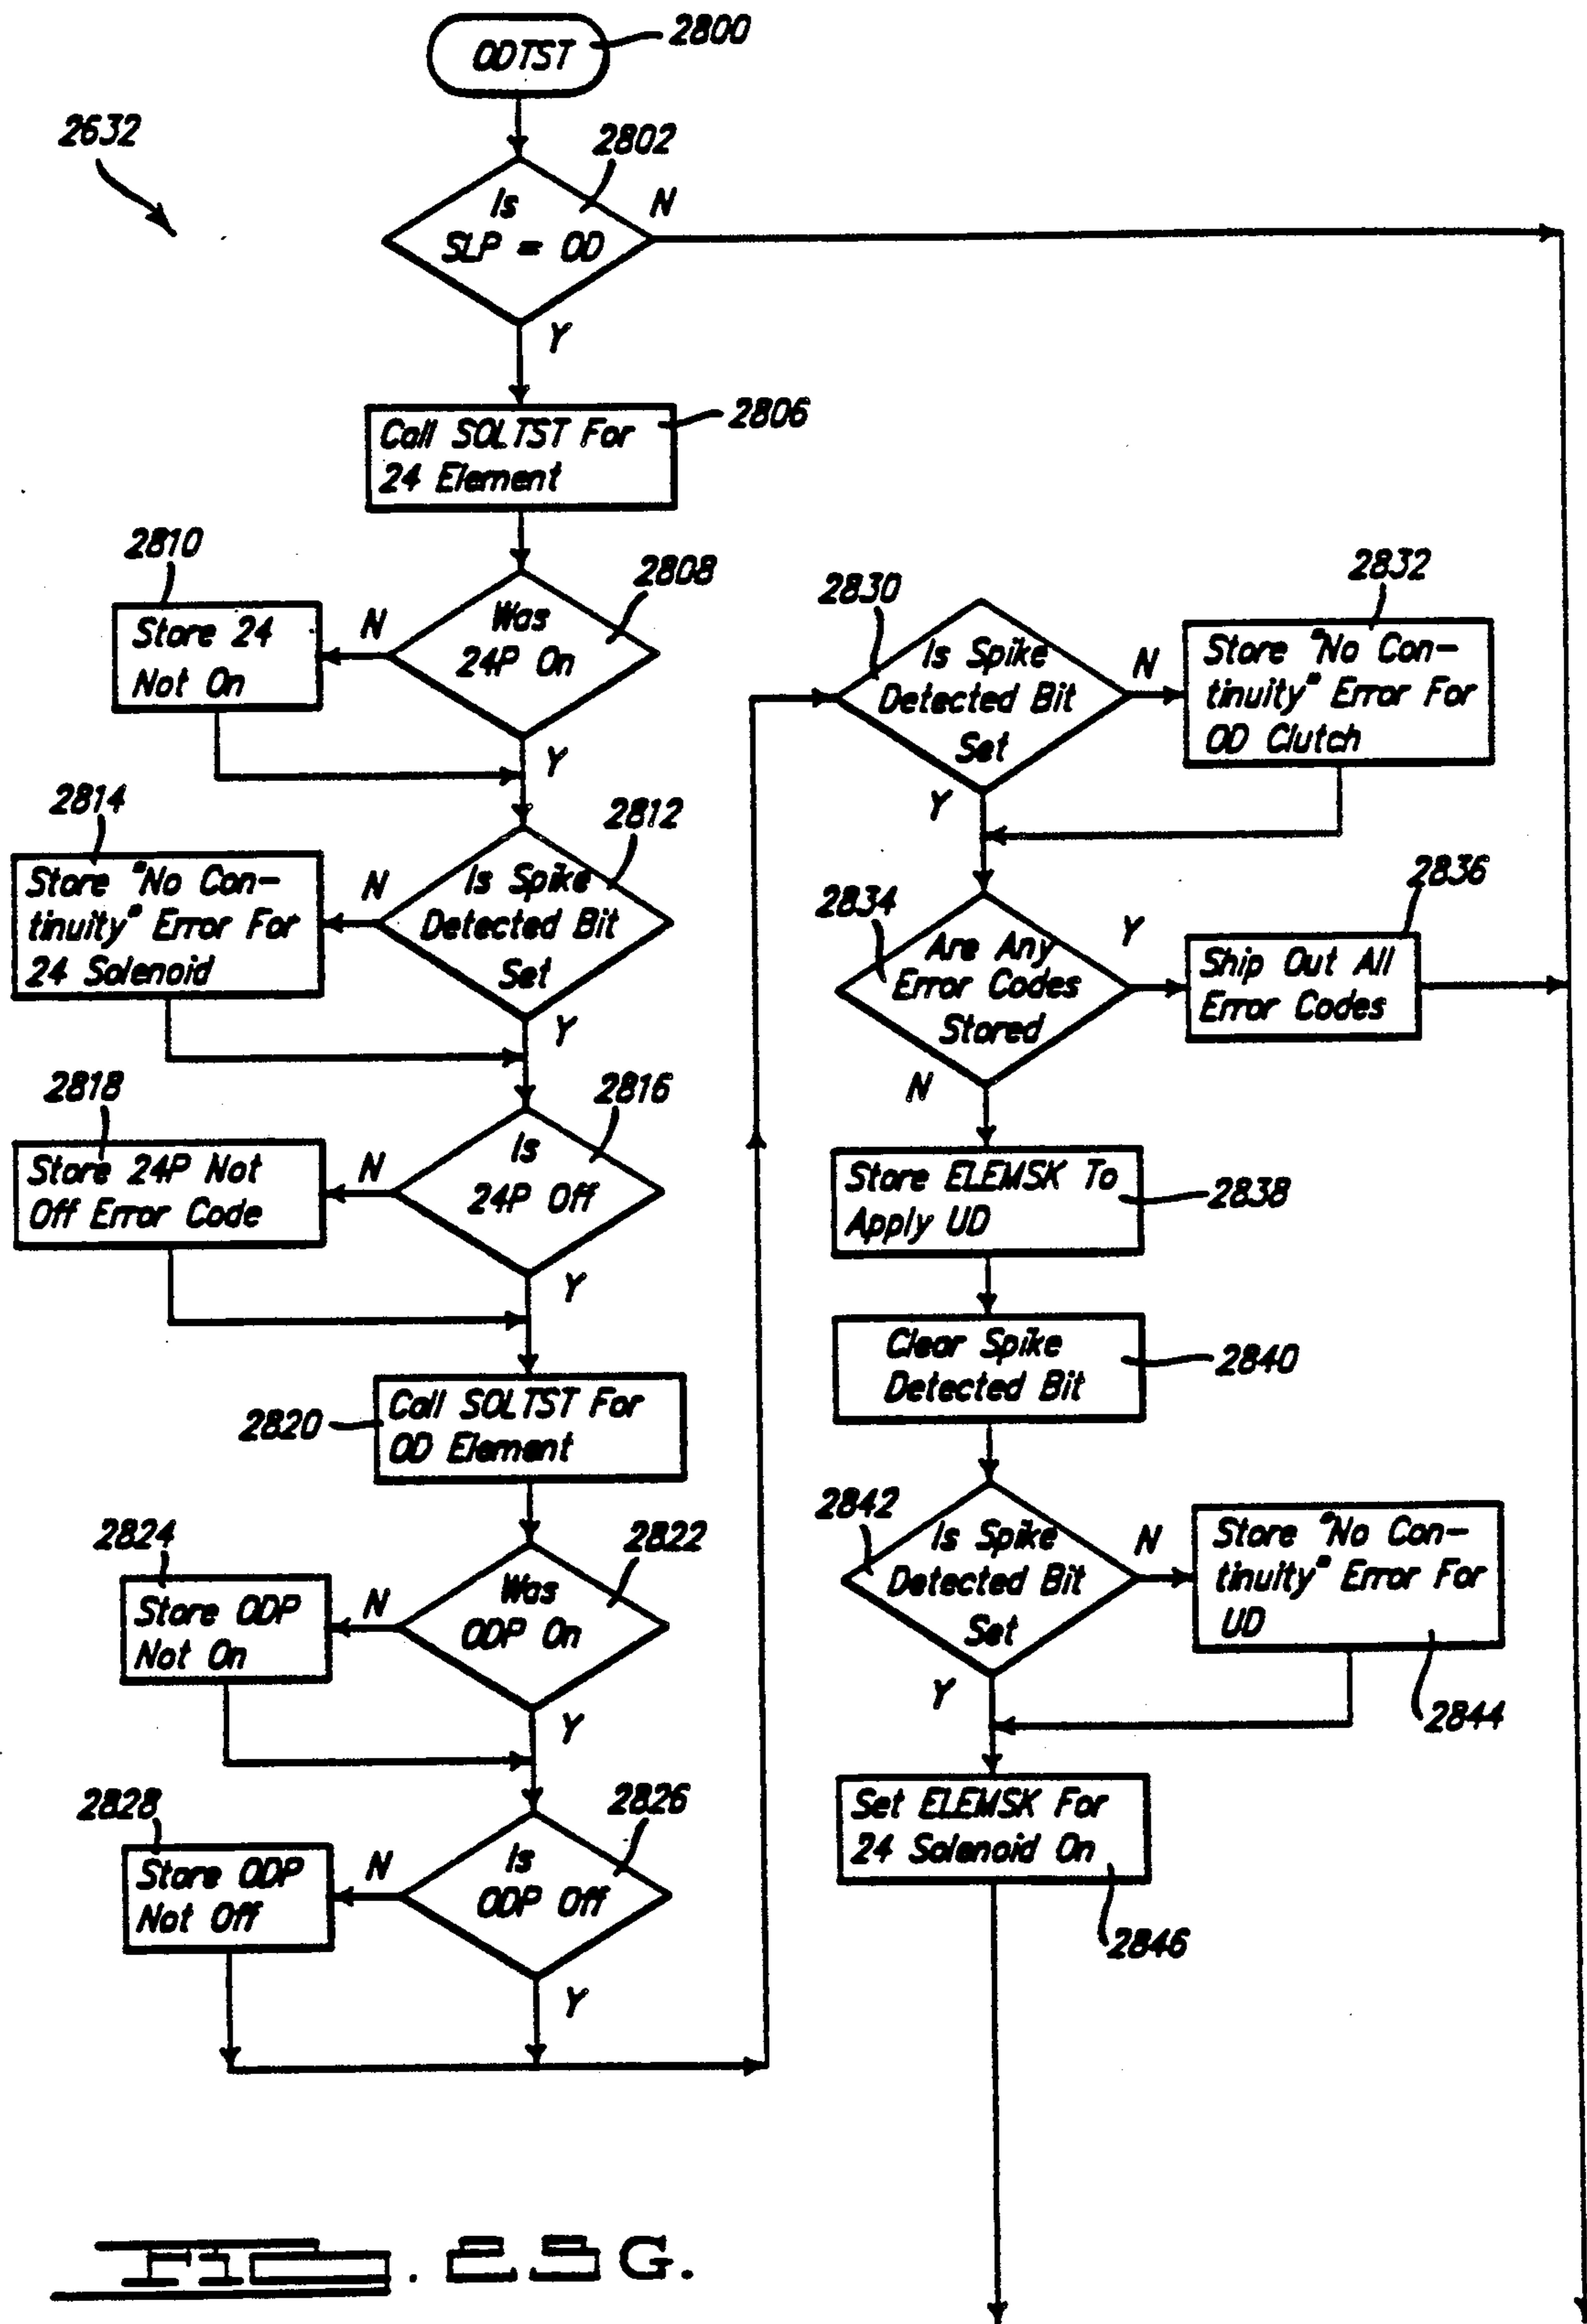 ODTST
2800
2632
2802
Is
SLP = OD
N
Y
Call SOLTST For
24 Element
2806
2810
Store 24
Not On
N
2808
Was
24P On
Y
2814
Store "No Con-
tinuity" Error For
24 Solenoid
N
2812
Is Spike
Detected Bit
Set
Y
2818
Store 24P Not
Off Error Code
N
2816
Is
24P Off
Y
2820
Call SOLTST For
OD Element
2824
Store ODP
Not On
N
2822
Was
ODP On
Y
2828
Store ODP
Not Off
N
2826
Is
ODP Off
Y
2830
Is Spike
Detected Bit
Set
N
Y
2832
Store "No Con-
tinuity" Error For
OD Clutch
2834
Are Any
Error Codes
Stored
Y
N
2836
Ship Out All
Error Codes
Store ELEMSK To
Apply UD
2838
Clear Spike
Detected Bit
2840
2842
Is Spike
Detected Bit
Set
N
Y
Store "No Con-
tinuity" Error For
UD
2844
Set ELEMSK For
24 Solenoid On
2846
FIG. 25G.